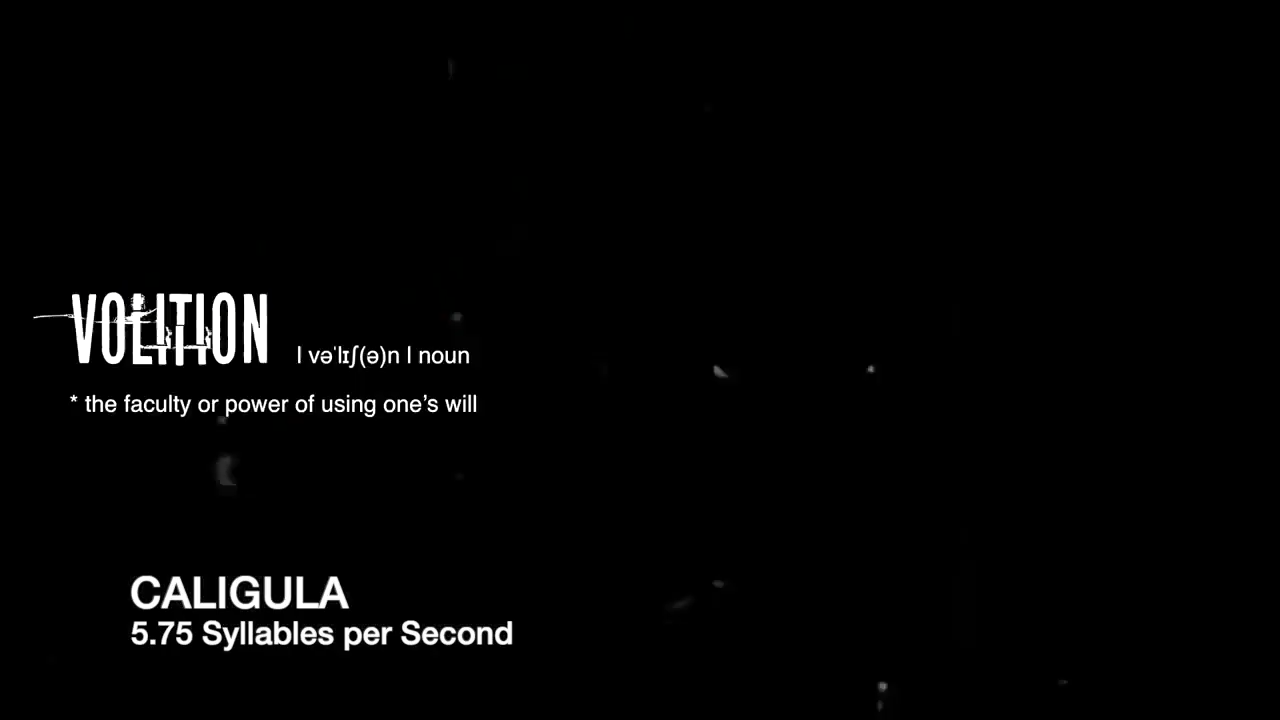 VOLITION
| vəˈlɪʃ(ə)n | noun
* the faculty or power of using one’s will
CALIGULA
5.75 Syllables per Second